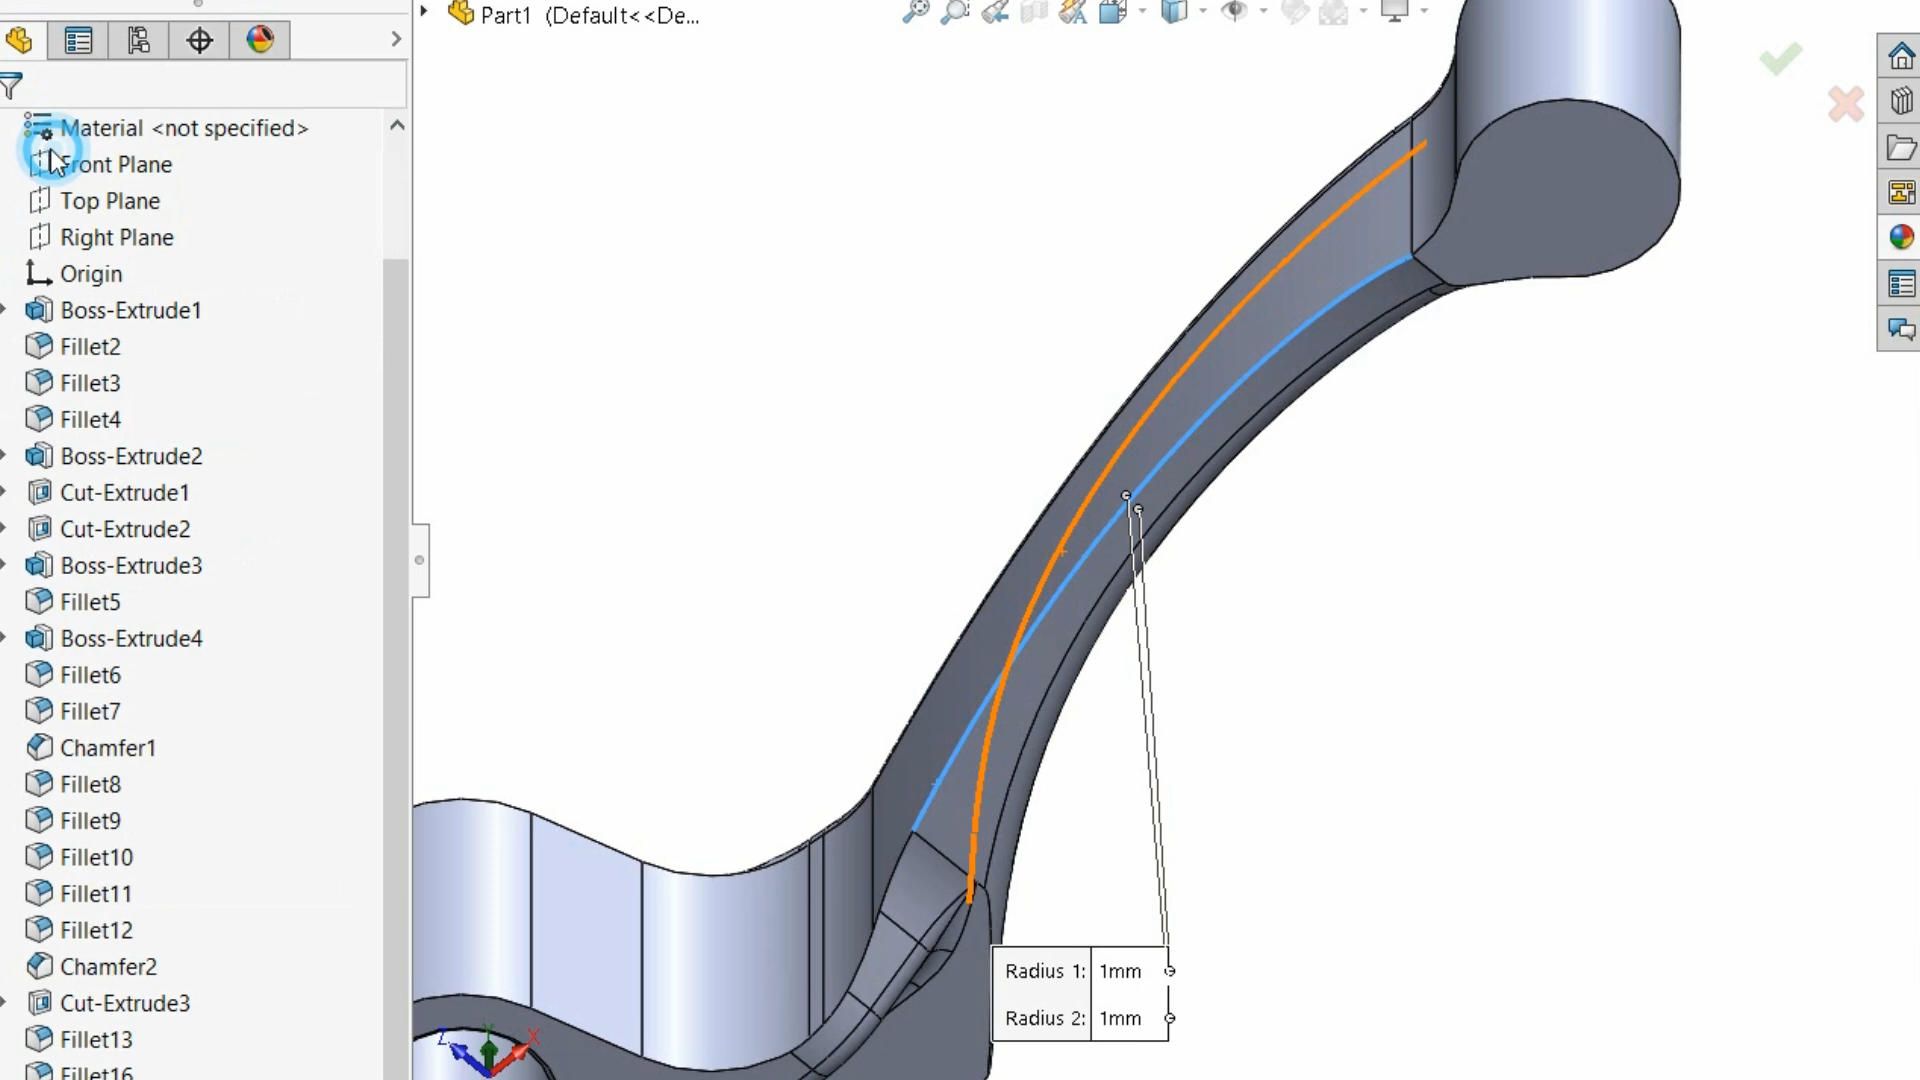 Part1 (Default<<De...
Material <not specified>
Front Plane
Top Plane
Right Plane
Origin
Boss-Extrude1
Fillet2
Fillet3
Fillet4
Boss-Extrude2
Cut-Extrude1
Cut-Extrude2
Boss-Extrude3
Fillet5
Boss-Extrude4
Fillet6
Fillet7
Chamfer1
Fillet8
Fillet9
Fillet10
Fillet11
Fillet12
Chamfer2
Cut-Extrude3
Fillet13
Fillet16
Radius 1: 1mm
Radius 2: 1mm
Z Y X